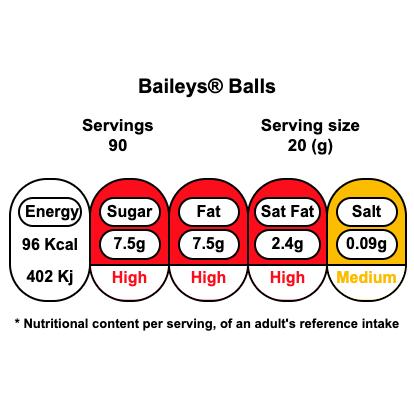 Baileys® Balls
Servings
90
Serving size
20 (g)
Energy
96 Kcal
402 Kj
Sugar
7.5g
High
Fat
7.5g
High
Sat Fat
2.4g
High
Salt
0.09g
Medium
* Nutritional content per serving, of an adult's reference intake